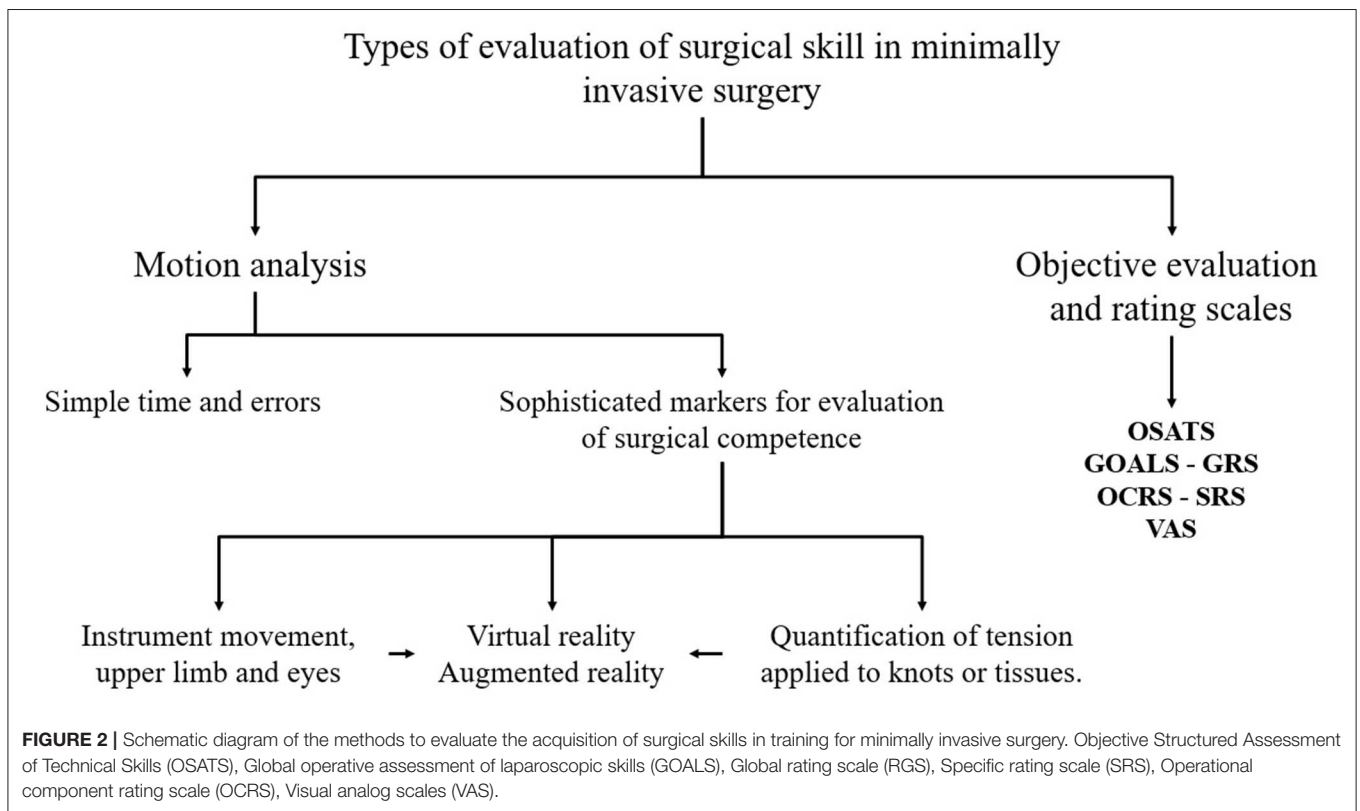 Types of evaluation of surgical skill in minimally
invasive surgery
Motion analysis
Objective evaluation
and rating scales
Simple time and errors
Sophisticated markers for evaluation
of surgical competence
OSATS
GOALS - GRS
OCRS - SRS
VAS
Instrument movement,
upper limb and eyes
Virtual reality
Augmented reality
Quantification of tension
applied to knots or tissues.
FIGURE 2 | Schematic diagram of the methods to evaluate the acquisition of surgical skills in training for minimally invasive surgery. Objective Structured Assessment
of Technical Skills (OSATS), Global operative assessment of laparoscopic skills (GOALS), Global rating scale (RGS), Specific rating scale (SRS), Operational
component rating scale (OCRS), Visual analog scales (VAS).